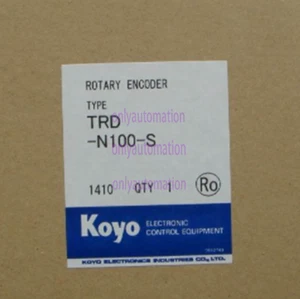 ROTARY ENCODER
TYPE
onlyautomation
TRD
-N100-S
onlyautomation
1410 QTY 1 Ro
onlyautomation
Koyo ELECTRONIC
CONTROL EQUIPMENT
KOYO ELECTRONICS INDUSTRIES CO., LTD.